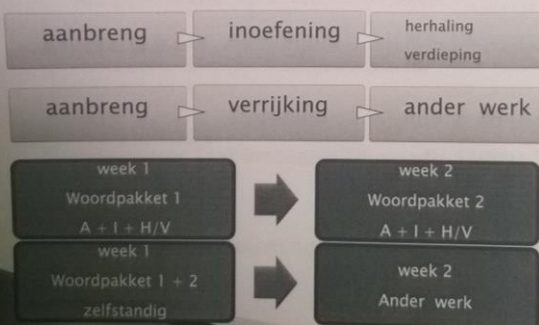 aanbreng
inoefening
herhaling
verdieping
aanbreng
verrijking
ander werk
week 1
Woordpakket 1
A + I + H/V
week 2
Woordpakket 2
A + I + H/V
week 1
Woordpakket 1 + 2
zelfstandig
week 2
Ander werk